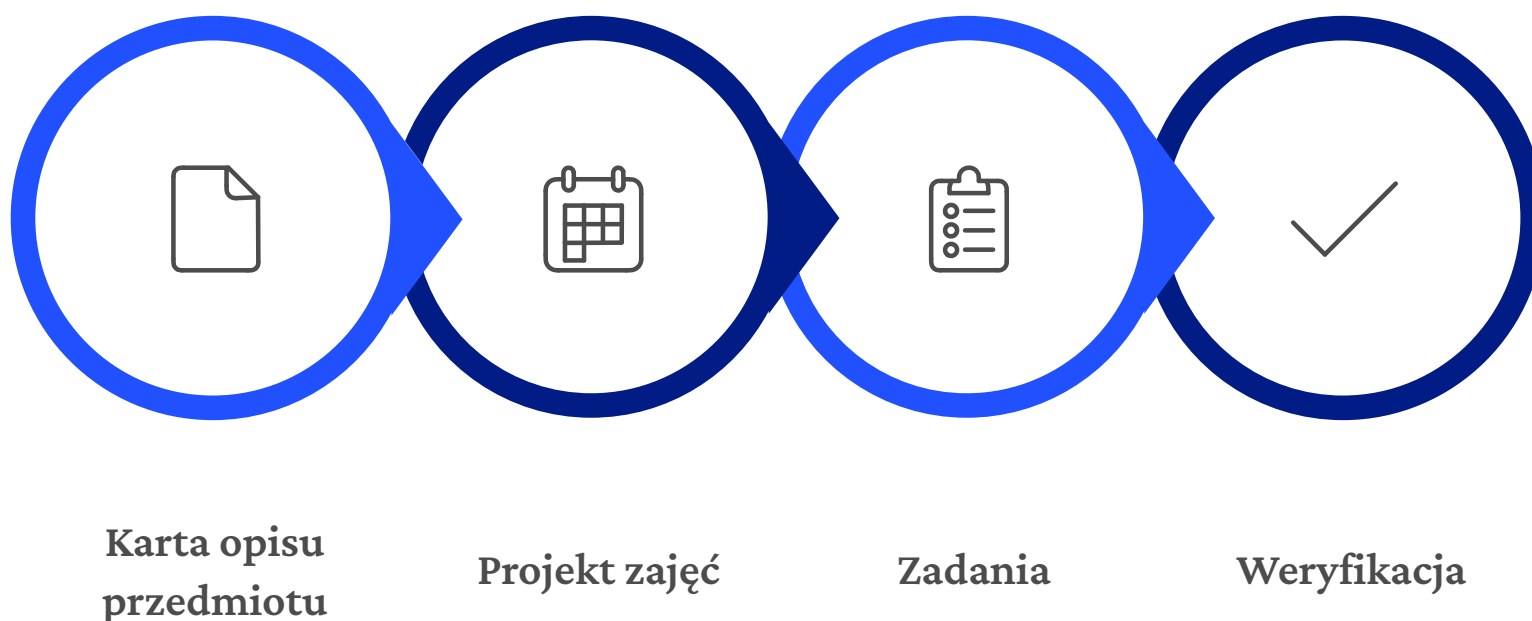 Karta opisu
przedmiotu
Projekt zajęć
Zadania
Weryfikacja